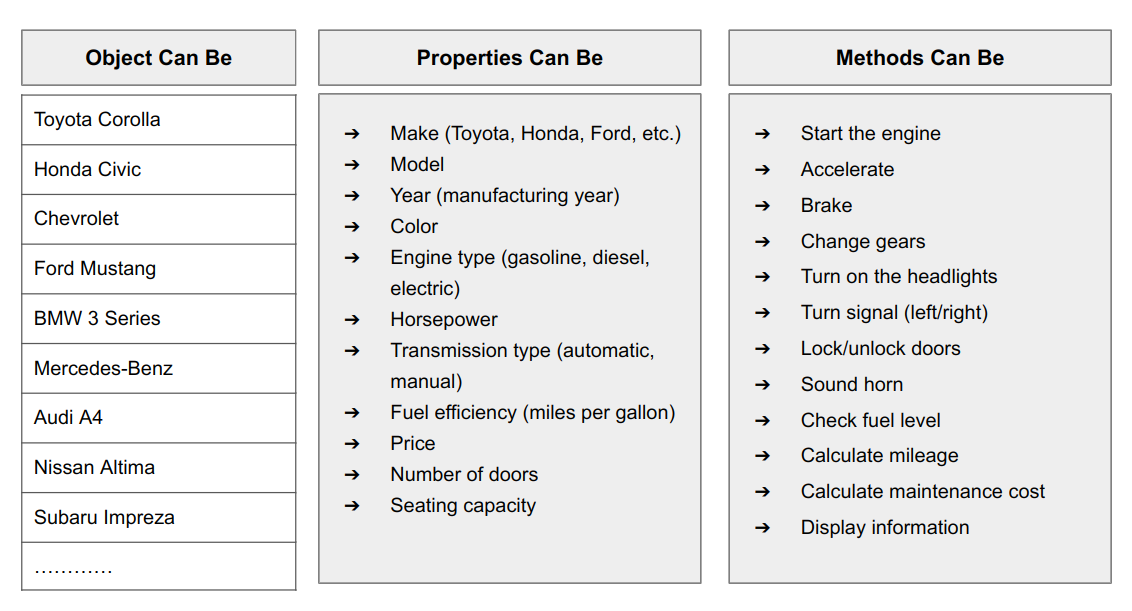 Object Can Be
Toyota Corolla
Honda Civic
Chevrolet
Ford Mustang
BMW 3 Series
Mercedes-Benz
Audi A4
Nissan Altima
Subaru Impreza
…………
Properties Can Be
➔ Make (Toyota, Honda, Ford, etc.)
➔ Model
➔ Year (manufacturing year)
➔ Color
➔ Engine type (gasoline, diesel,
electric)
➔ Horsepower
➔ Transmission type (automatic,
manual)
➔ Fuel efficiency (miles per gallon)
➔ Price
➔ Number of doors
➔ Seating capacity
Methods Can Be
➔ Start the engine
➔ Accelerate
➔ Brake
➔ Change gears
➔ Turn on the headlights
➔ Turn signal (left/right)
➔ Lock/unlock doors
➔ Sound horn
➔ Check fuel level
➔ Calculate mileage
➔ Calculate maintenance cost
➔ Display information